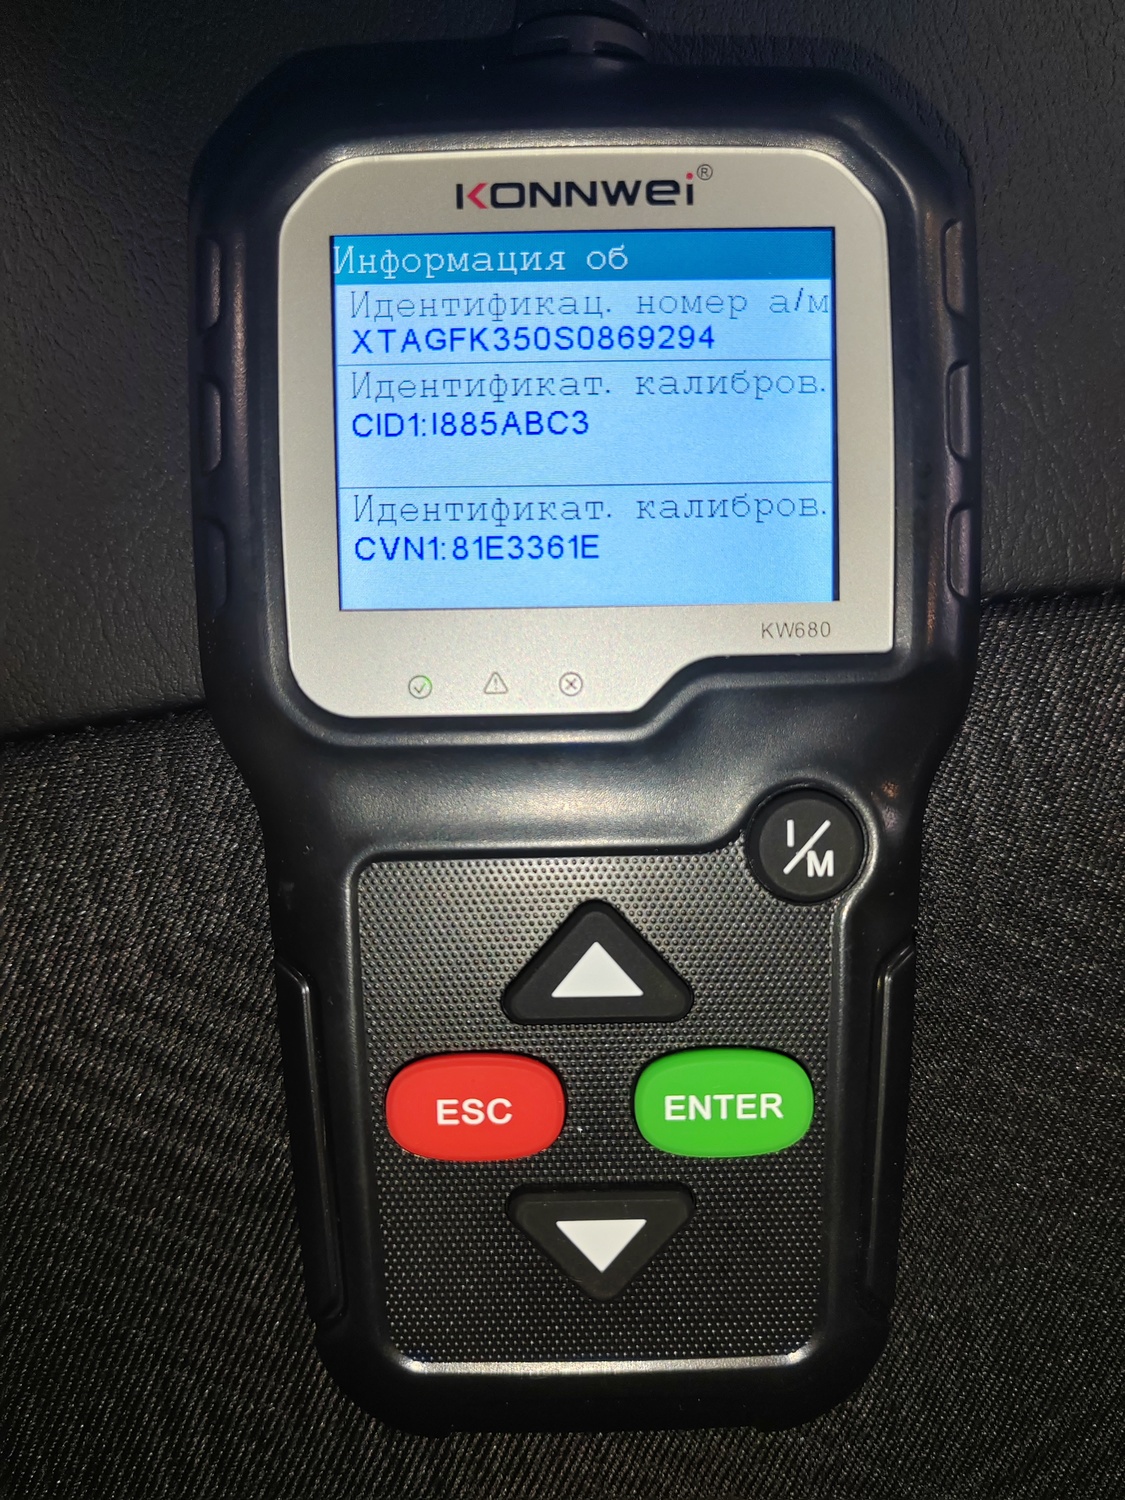 KONNWEI®
Информация об
Идентификац. номер а/м
XTAGFK350S0869294
Идентификат. калибров.
CID1:I885ABC3
Идентификат. калибров.
CVN1:81E3361E
KW680
I/M
ESC
ENTER